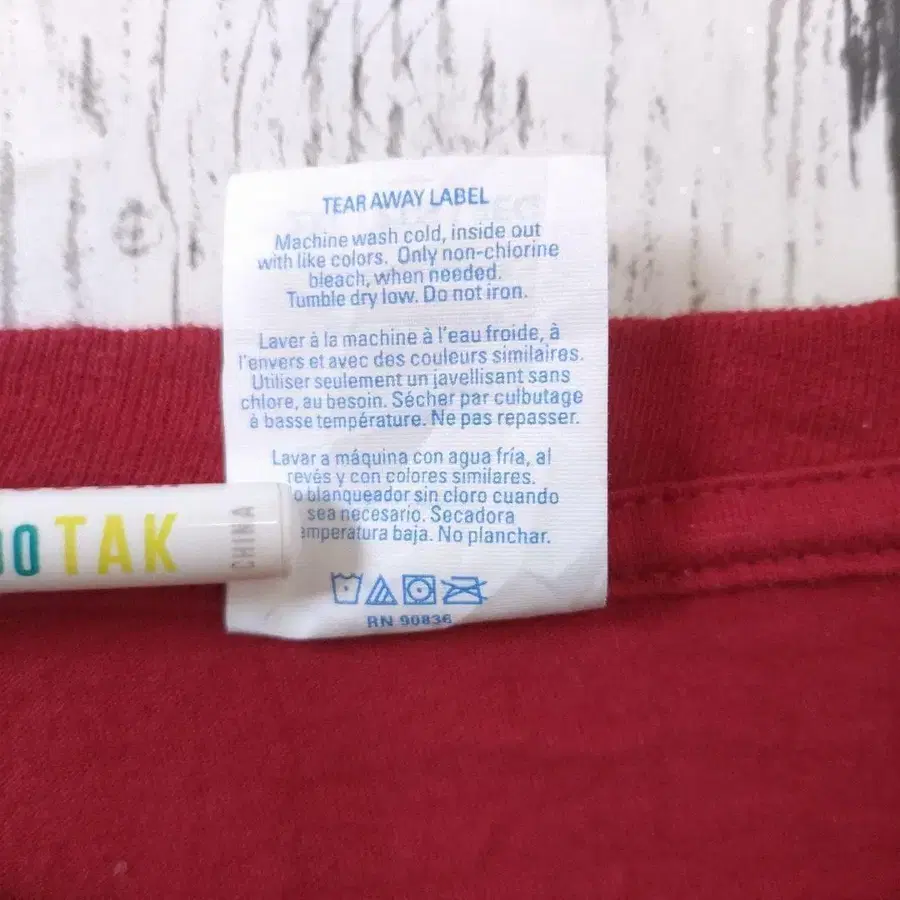 TEAR AWAY LABEL
Machine wash cold, inside out
with like colors. Only non-chlorine
bleach, when needed.
Tumble dry low. Do not iron.
Laver à la machine à l'eau froide, à
l'envers et avec des couleurs similaires.
Utiliser seulement un javellisant sans
chlore, au besoin. Sécher par culbutage
à basse température. Ne pas repasser.
Lavar a máquina con agua fría, al
revés y con colores similares.
blanqueador sin cloro cuando
sea necesario. Secadora
emperatura baja. No planchar.
RN 90836
TAK
CHINA